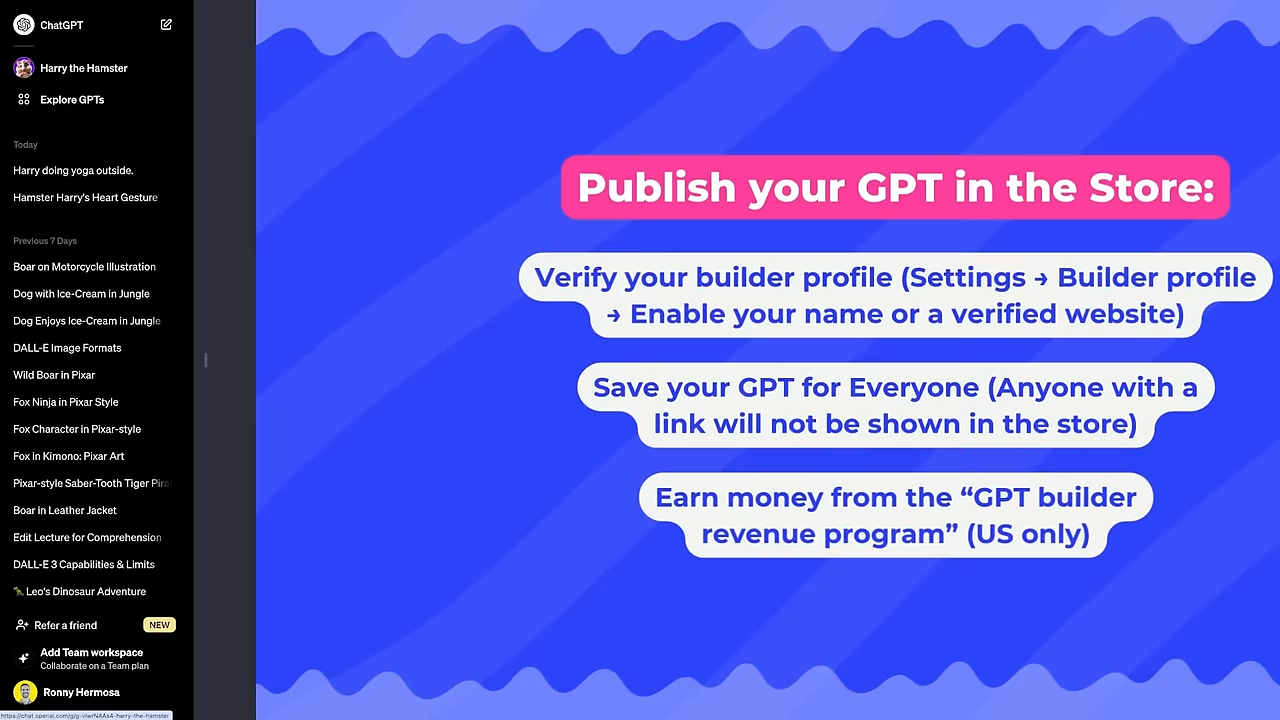 ChatGPT
Harry the Hamster
Explore GPTs
Today
Harry doing yoga outside.
Hamster Harry's Heart Gesture
Previous 7 Days
Boar on Motorcycle Illustration
Dog with Ice-Cream in Jungle
Dog Enjoys Ice-Cream in Jungle
DALL-E Image Formats
Wild Boar in Pixar
Fox Ninja in Pixar Style
Fox Character in Pixar-style
Fox in Kimono: Pixar Art
Pixar-style Saber-Tooth Tiger Pira
Boar in Leather Jacket
Edit Lecture for Comprehension
DALL-E 3 Capabilities & Limits
🦖 Leo's Dinosaur Adventure
Refer a friend NEW
Add Team workspace
Collaborate on a Team plan
Ronny Hermosa
Publish your GPT in the Store:
Verify your builder profile (Settings → Builder profile
→ Enable your name or a verified website)
Save your GPT for Everyone (Anyone with a
link will not be shown in the store)
Earn money from the “GPT builder
revenue program” (US only)